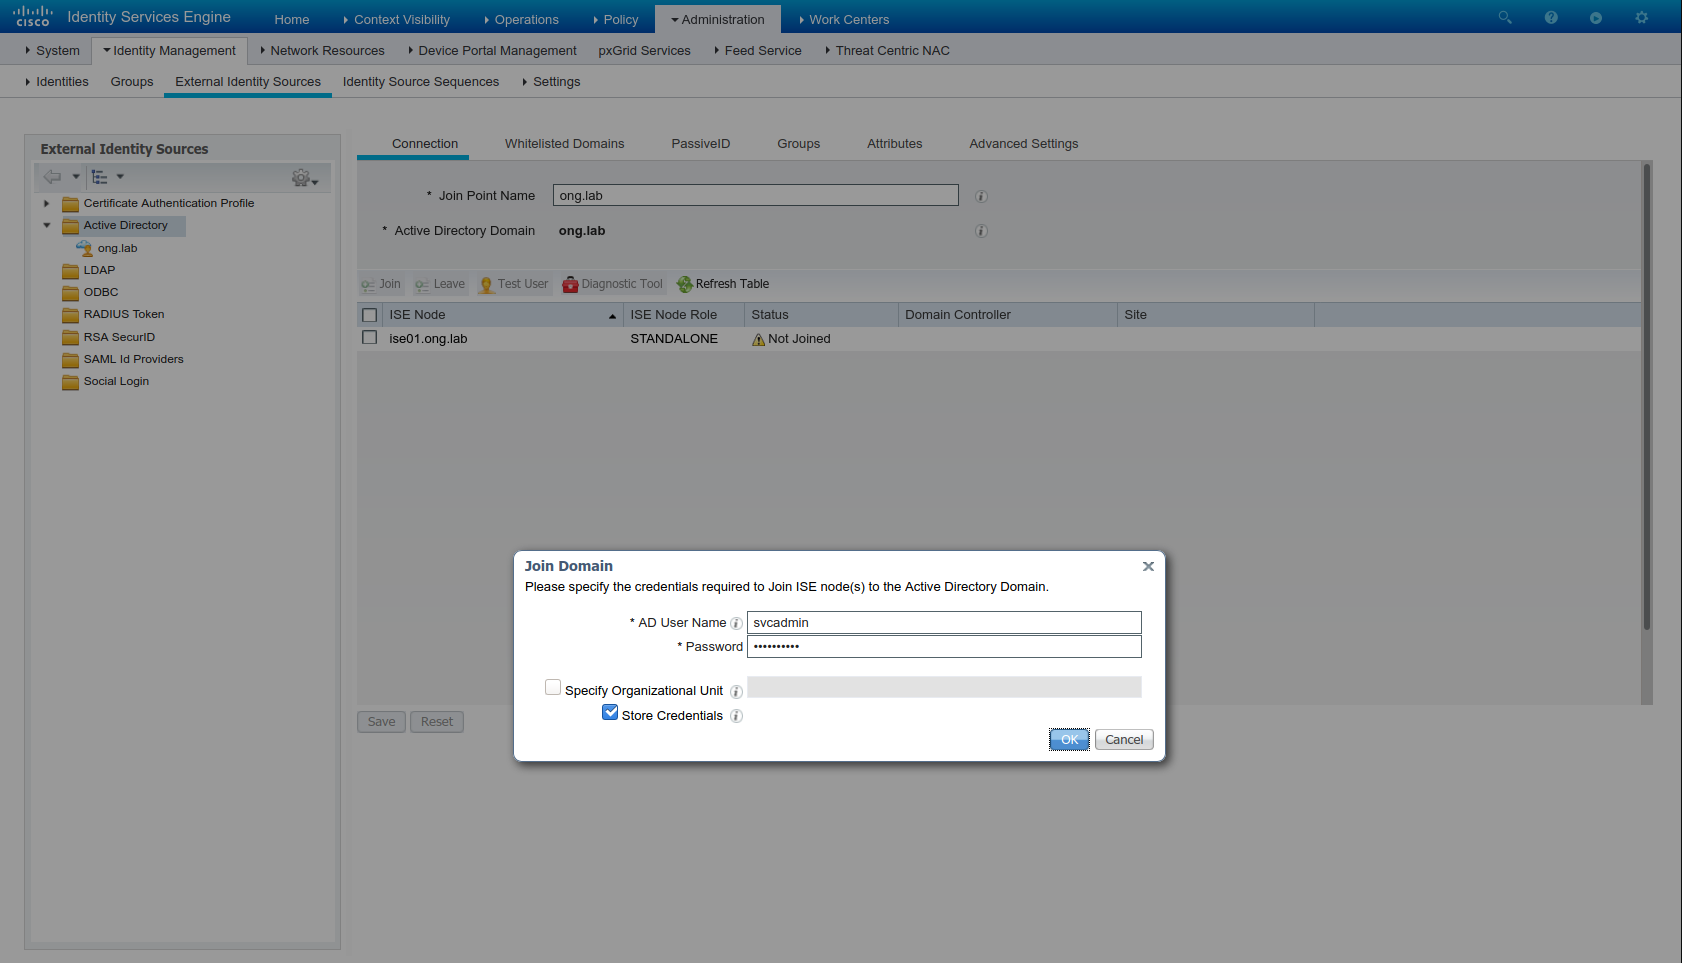 CISCO Identity Services Engine Home Context Visibility Operations Policy Administration Work Centers
System Identity Management Network Resources Device Portal Management pxGrid Services Feed Service Threat Centric NAC
Identities Groups External Identity Sources Identity Source Sequences Settings
External Identity Sources
Certificate Authentication Profile
Active Directory
ong.lab
LDAP
ODBC
RADIUS Token
RSA SecurID
SAML Id Providers
Social Login
Connection Whitelisted Domains PassiveID Groups Attributes Advanced Settings
* Join Point Name ong.lab
* Active Directory Domain ong.lab
Join Leave Test User Diagnostic Tool Refresh Table
ISE Node ISE Node Role Status Domain Controller Site
ise01.ong.lab STANDALONE Not Joined
Join Domain
Please specify the credentials required to Join ISE node(s) to the Active Directory Domain.
* AD User Name svcadmin
* Password ••••••••••
Specify Organizational Unit
Store Credentials
OK Cancel
Save Reset